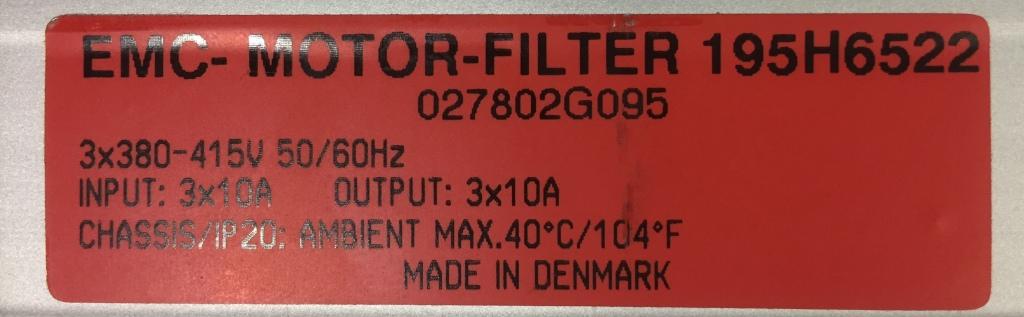 EMC- MOTOR-FILTER 195H6522
027802G095
3x380-415V 50/60Hz
INPUT: 3x10A OUTPUT: 3x10A
CHASSIS/IP20: AMBIENT MAX.40°C/104°F
MADE IN DENMARK